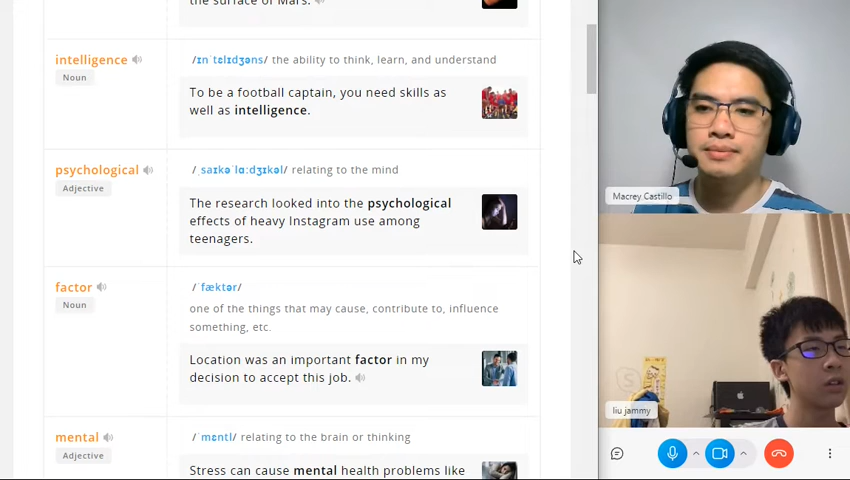 the surface of Mars.
intelligence
Noun
/ɪnˈtɛlɪdʒəns/ the ability to think, learn, and understand
To be a football captain, you need skills as
well as intelligence.
psychological
Adjective
/ˌsaɪkəˈlɑːdʒɪkəl/ relating to the mind
The research looked into the psychological
effects of heavy Instagram use among
teenagers.
factor
Noun
/ˈfæktər/
one of the things that may cause, contribute to, influence
something, etc.
Location was an important factor in my
decision to accept this job.
mental
Adjective
/ˈmɛntl/ relating to the brain or thinking
Stress can cause mental health problems like
Macrey Castillo
liu jammy